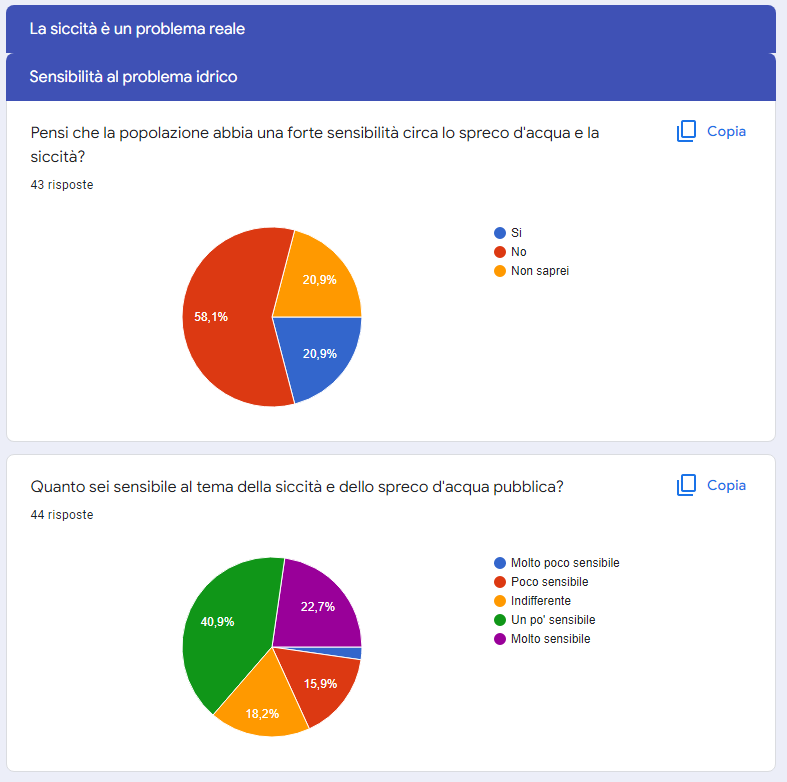 La siccità è un problema reale
Sensibilità al problema idrico
Pensi che la popolazione abbia una forte sensibilità circa lo spreco d'acqua e la
siccità?
Copia
43 risposte
Si
No
Non saprei
20,9%
58,1%
20,9%
Quanto sei sensibile al tema della siccità e dello spreco d'acqua pubblica?
Copia
44 risposte
Molto poco sensibile
Poco sensibile
Indifferente
Un po' sensibile
Molto sensibile
22,7%
40,9%
15,9%
18,2%